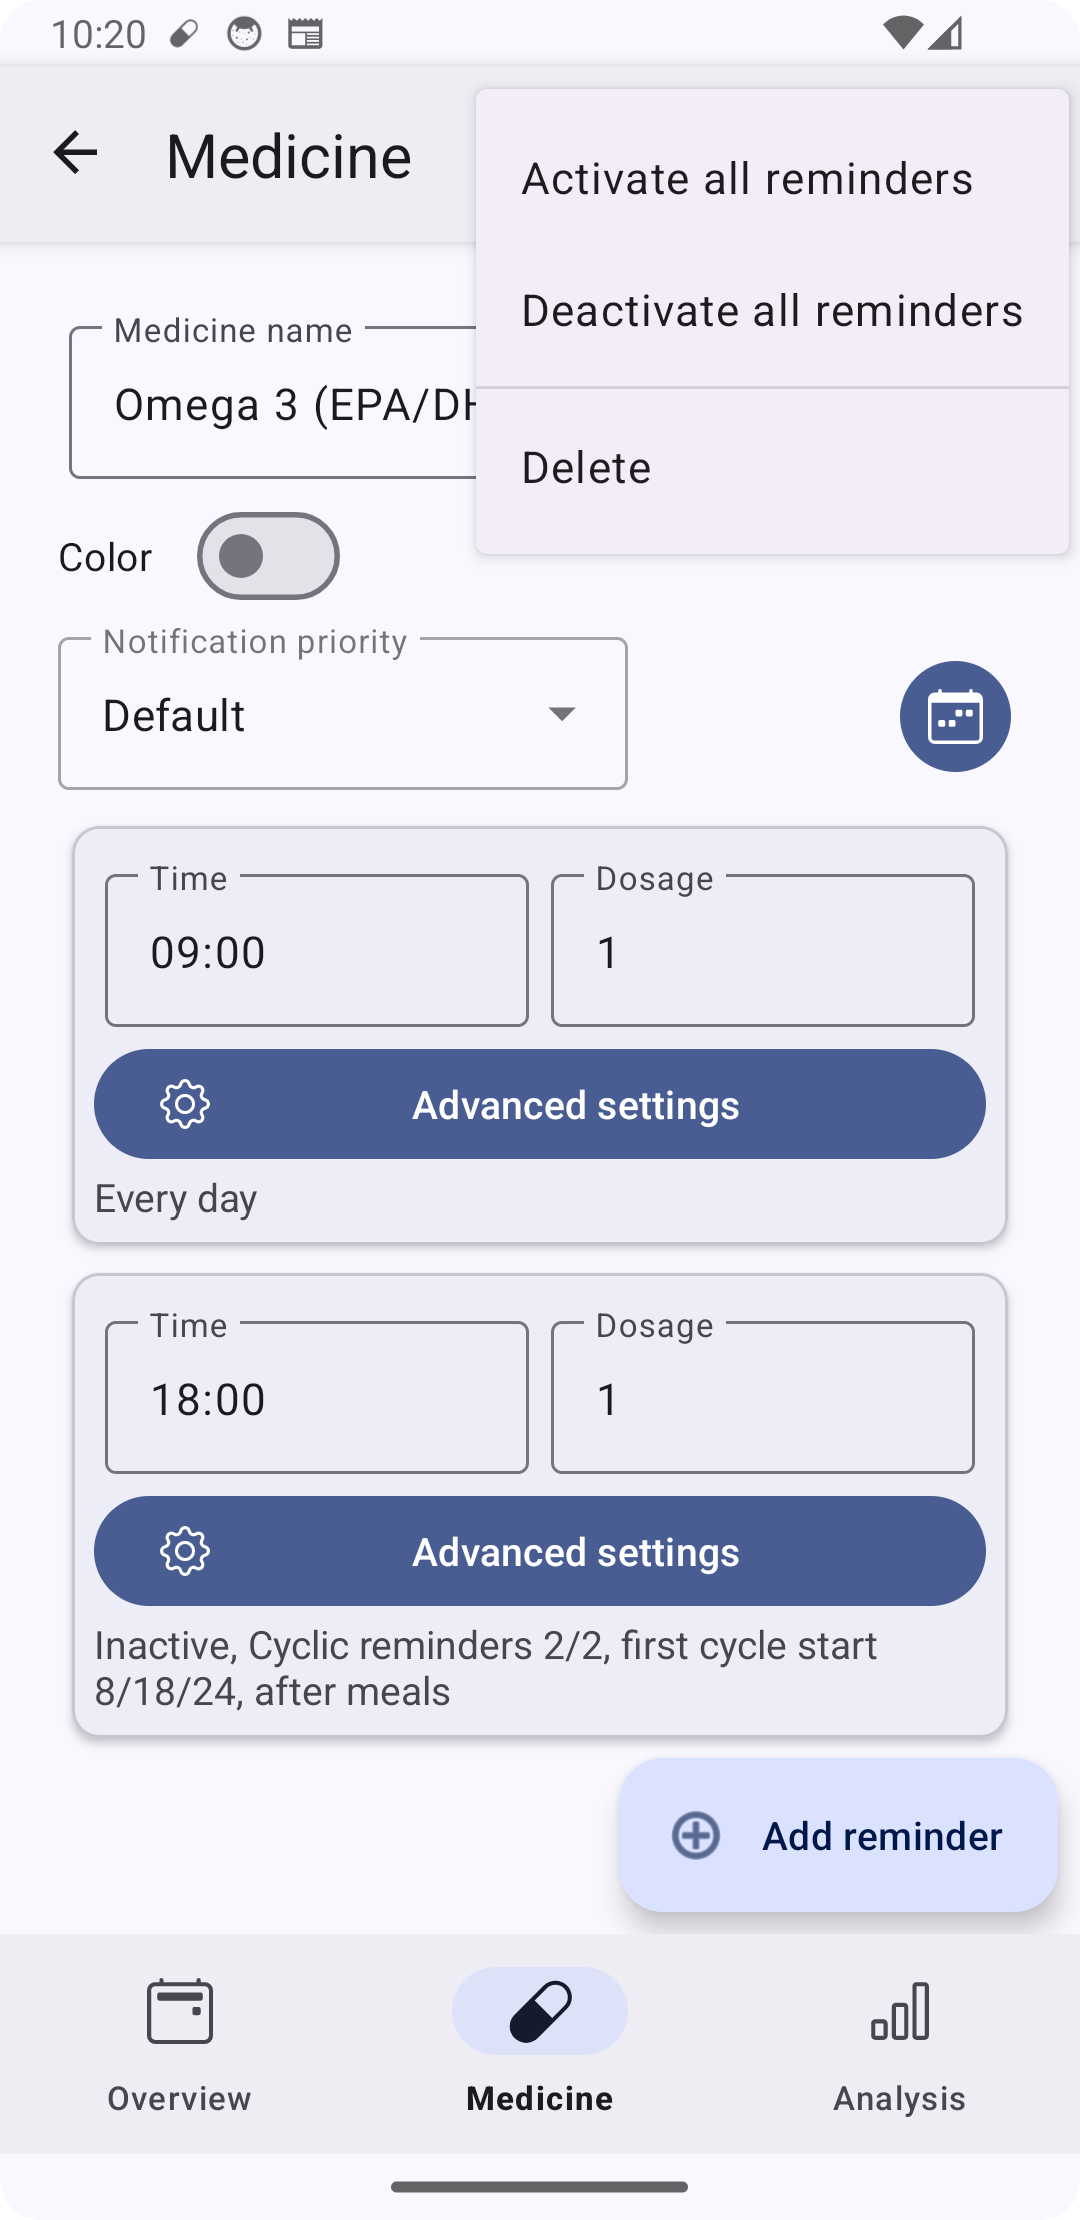 10:20
Medicine
Activate all reminders
Deactivate all reminders
Delete
Medicine name
Omega 3 (EPA/DH
Color
Notification priority
Default
Time
09:00
Dosage
1
Advanced settings
Every day
Time
18:00
Dosage
1
Advanced settings
Inactive, Cyclic reminders 2/2, first cycle start
8/18/24, after meals
Add reminder
Overview
Medicine
Analysis